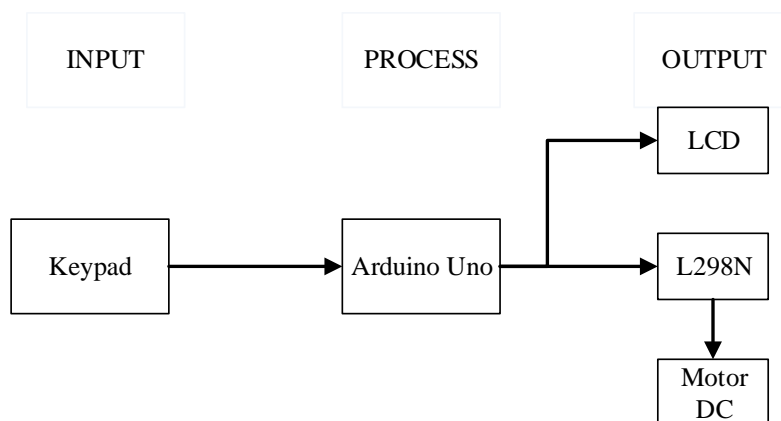 INPUT
PROCESS
OUTPUT
LCD
Keypad
Arduino Uno
L298N
Motor
DC